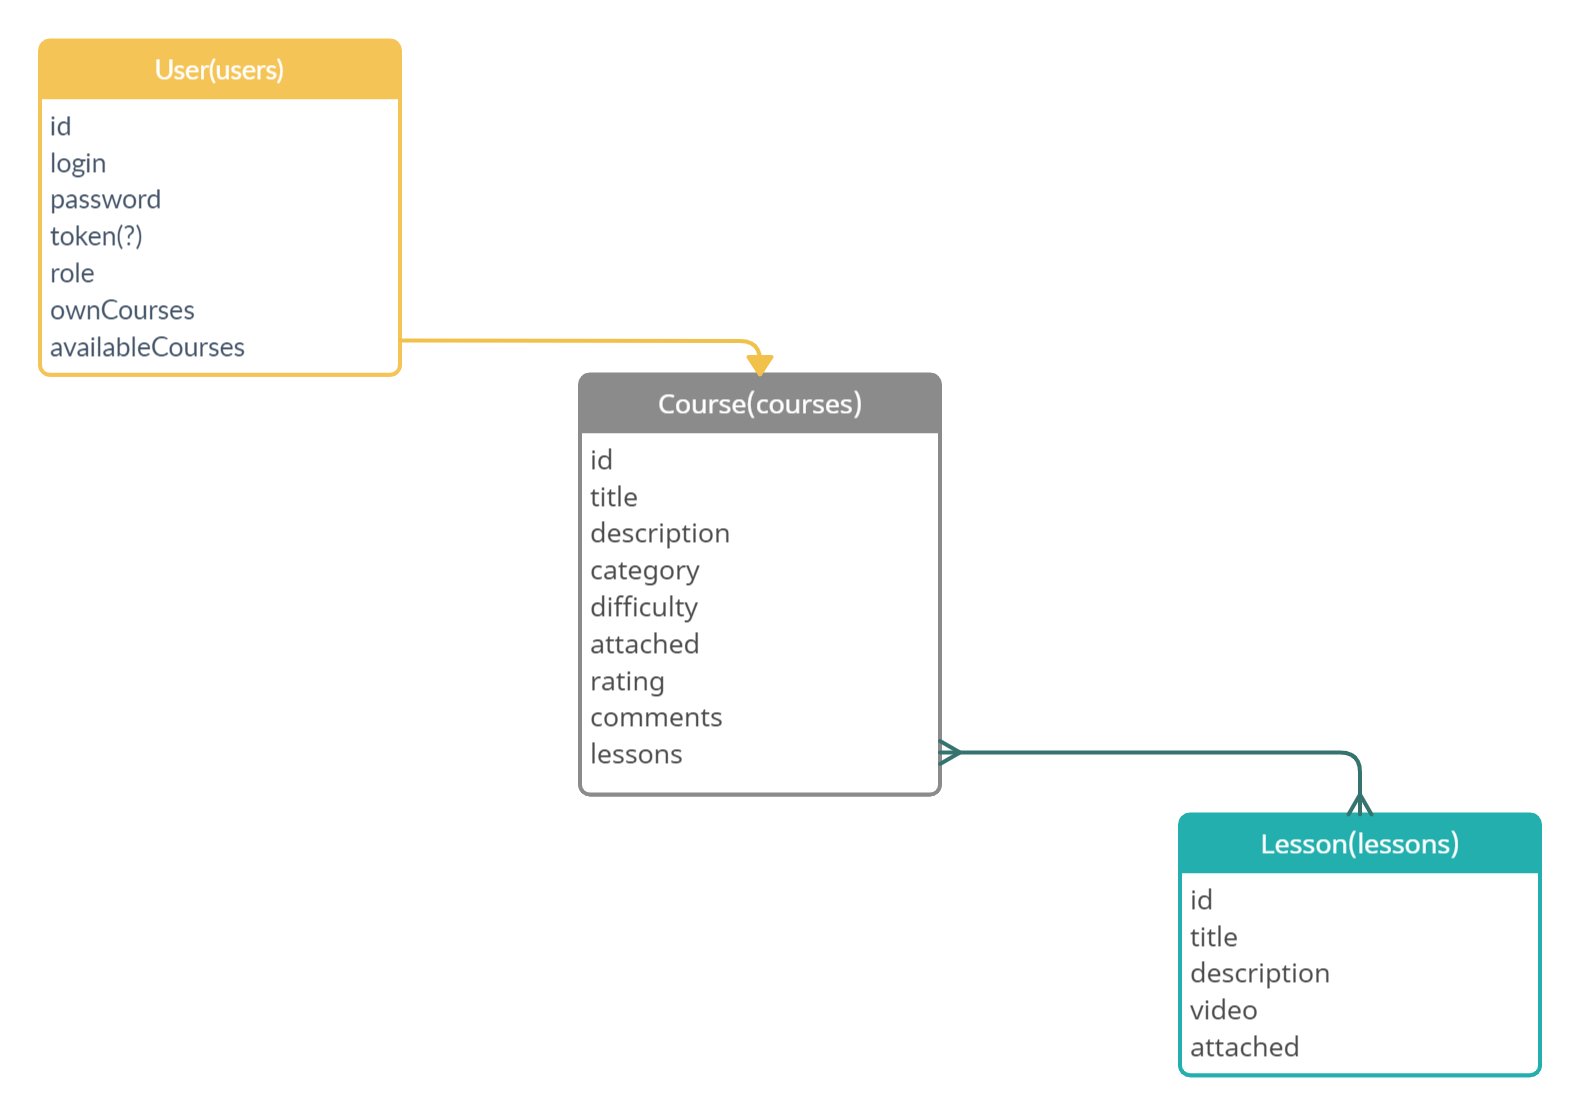 User(users)
id
login
password
token(?)
role
ownCourses
availableCourses
Course(courses)
id
title
description
category
difficulty
attached
rating
comments
lessons
Lesson(lessons)
id
title
description
video
attached